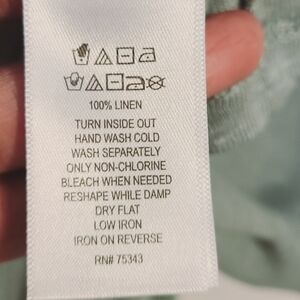 100% LINEN
TURN INSIDE OUT
HAND WASH COLD
WASH SEPARATELY
ONLY NON-CHLORINE
BLEACH WHEN NEEDED
RESHAPE WHILE DAMP
DRY FLAT
LOW IRON
IRON ON REVERSE
RN# 75343